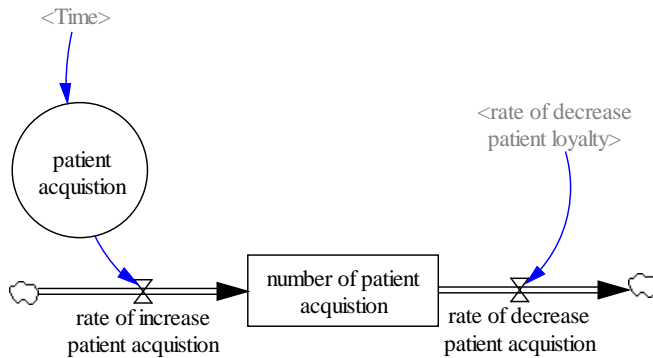 <Time>
patient
acquistion
<rate of decrease
patient loyalty>
number of patient
acquistion
rate of increase
patient acquistion
rate of decrease
patient acquistion